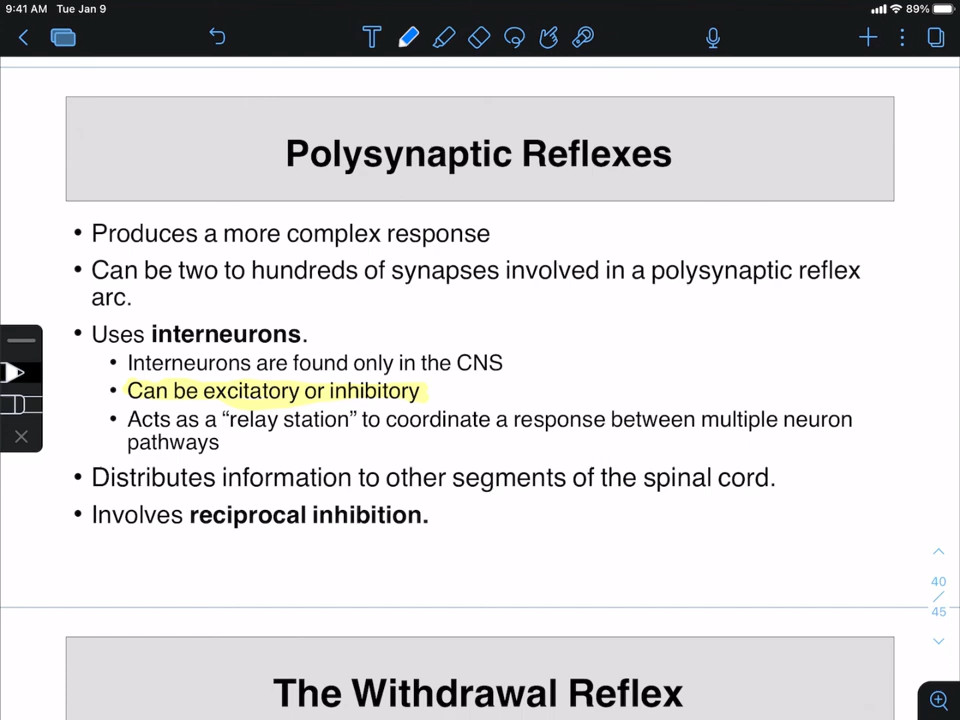 9:41 AM Tue Jan 9
89%
Polysynaptic Reflexes
• Produces a more complex response
• Can be two to hundreds of synapses involved in a polysynaptic reflex
arc.
• Uses interneurons.
• Interneurons are found only in the CNS
• Can be excitatory or inhibitory
• Acts as a “relay station” to coordinate a response between multiple neuron
pathways
• Distributes information to other segments of the spinal cord.
• Involves reciprocal inhibition.
40
/
45
The Withdrawal Reflex